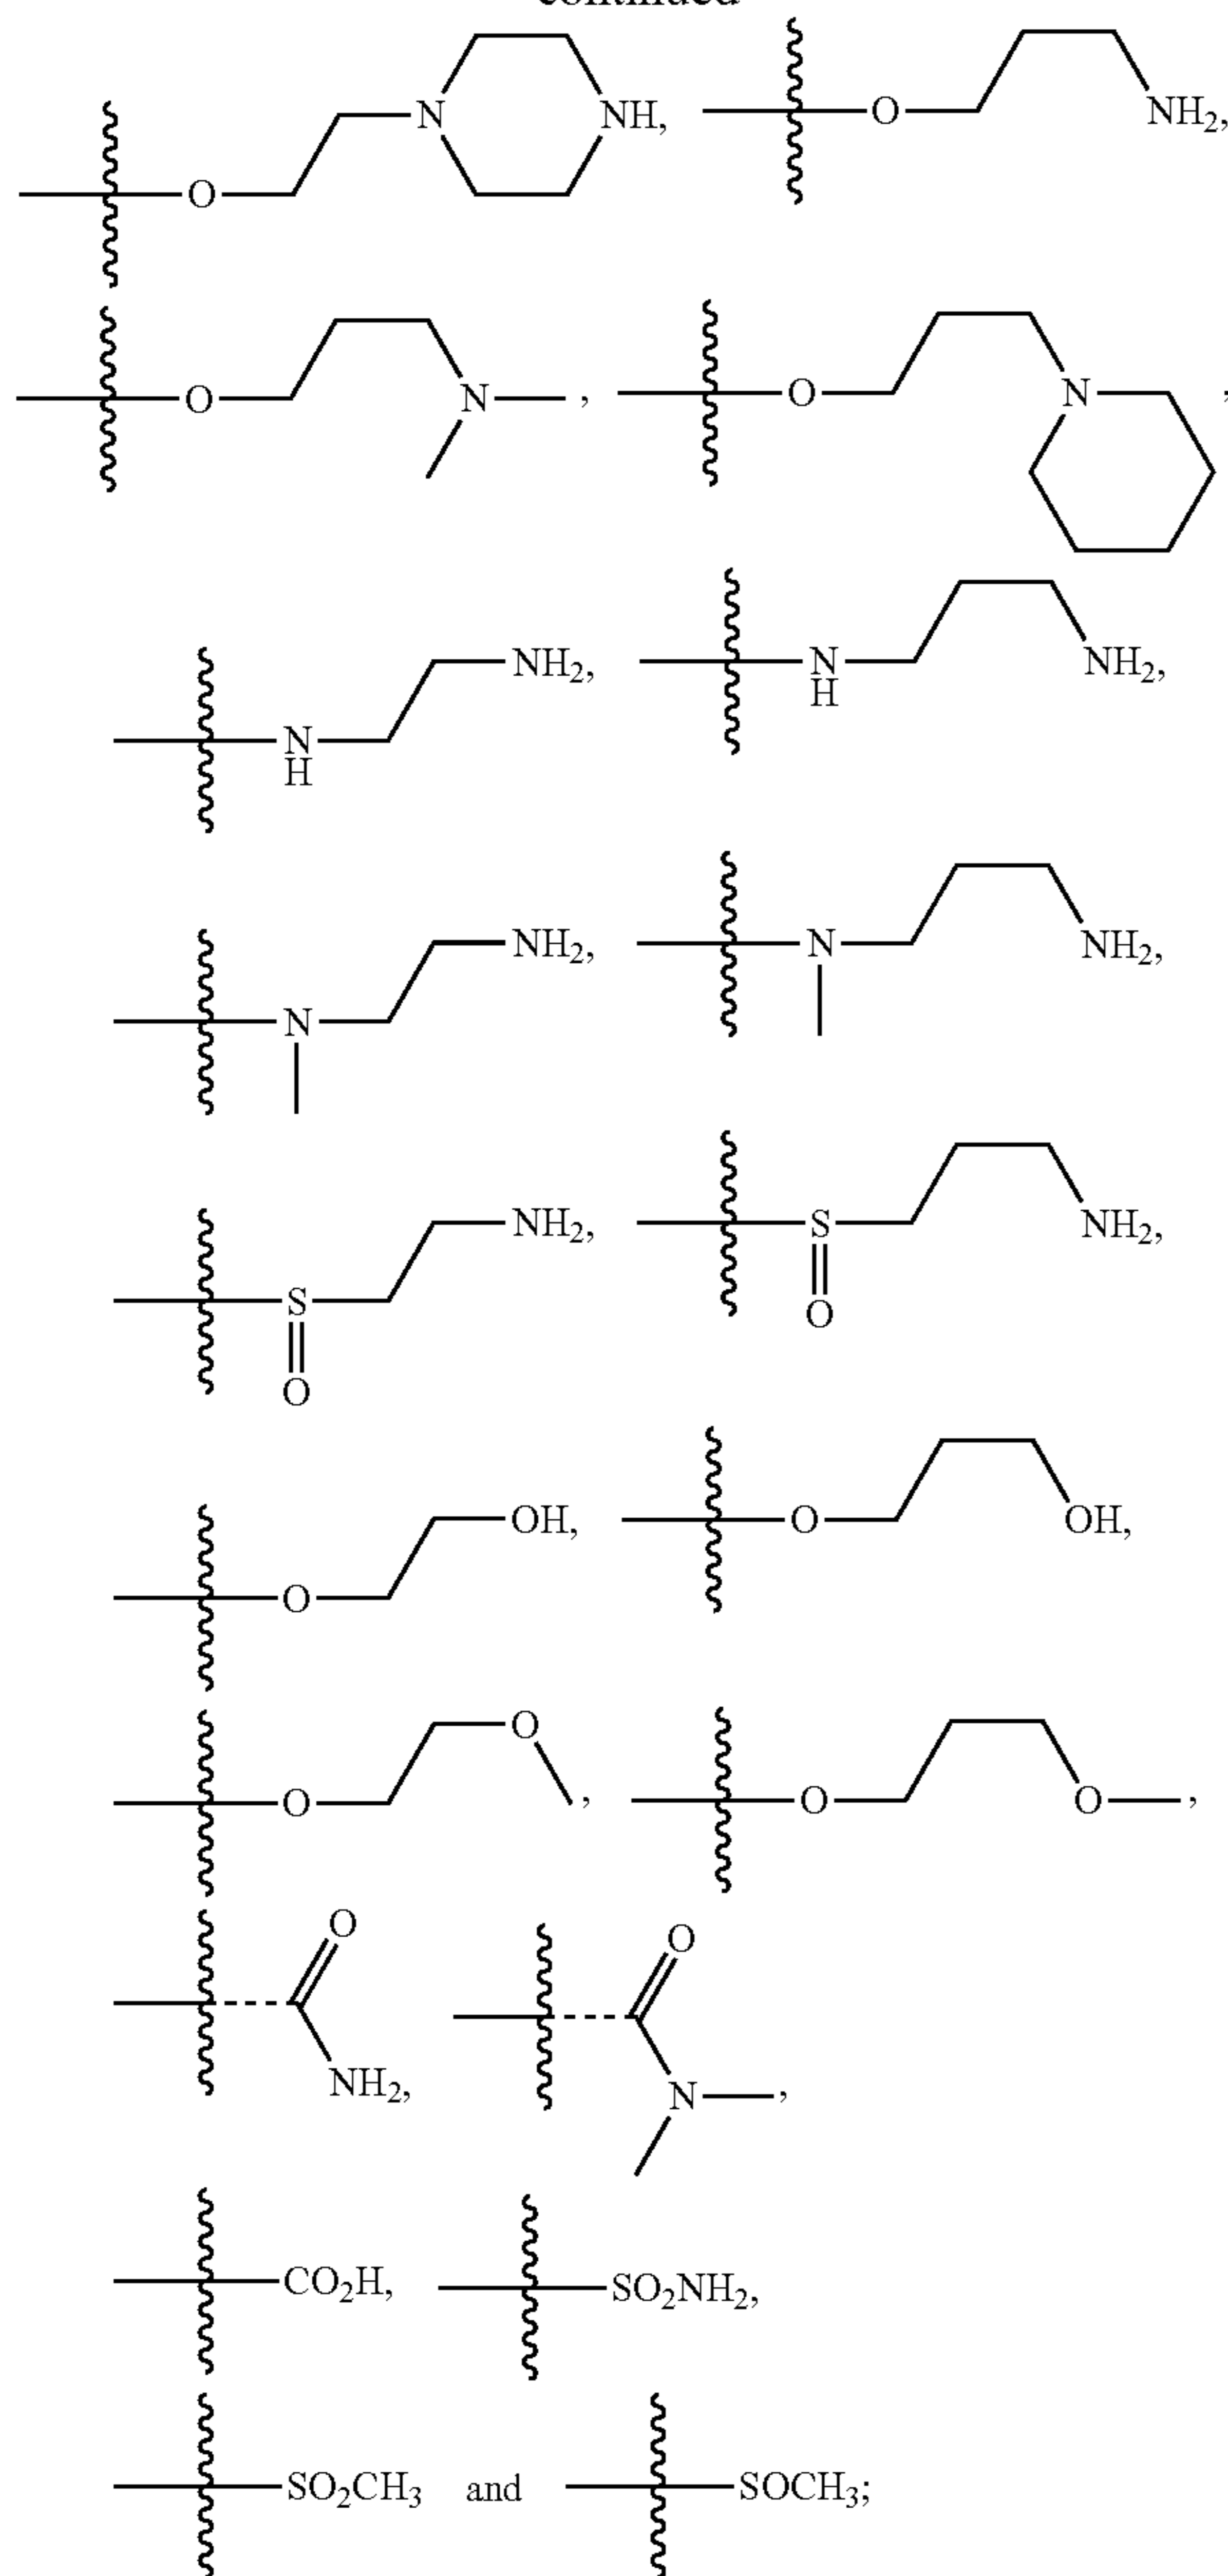 continued
N NH, O NH2,
O
O N , O N ,
NH2, N H NH2,
N H
NH2, N NH2,
N
NH2, S NH2,
S O
O
OH, O OH,
O
O
O , O O ,
O O
NH2, N ,
CO2H, SO2NH2,
SO2CH3 and SOCH3;